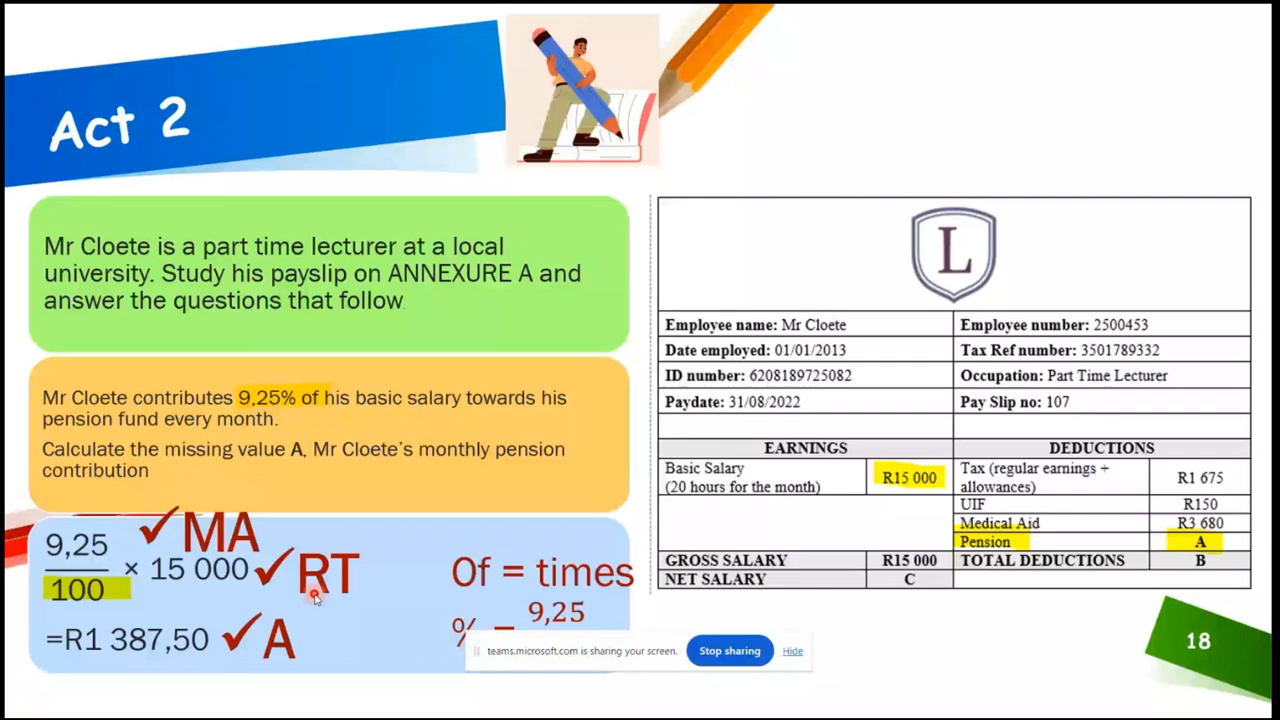 Act 2
Mr Cloete is a part time lecturer at a local
university. Study his payslip on ANNEXURE A and
answer the questions that follow.
Mr Cloete contributes 9,25% of his basic salary towards his
pension fund every month.
Calculate the missing value A, Mr Cloete's monthly pension
contribution
9,25
100
× 15 000
✓MA
✓RT
=R1 387,50 ✓A
Of = times
% = 9,25
L
Employee name: Mr Cloete Employee number: 2500453
Date employed: 01/01/2013 Tax Ref number: 3501789332
ID number: 6208189725082 Occupation: Part Time Lecturer
Paydate: 31/08/2022 Pay Slip no: 107
EARNINGS DEDUCTIONS
Basic Salary
(20 hours for the month) R15 000 Tax (regular earnings +
allowances) R1 675
UIF R150
Medical Aid R3 680
Pension A
GROSS SALARY R15 000 TOTAL DEDUCTIONS B
NET SALARY C
teams.microsoft.com is sharing your screen. Stop sharing Hide
18